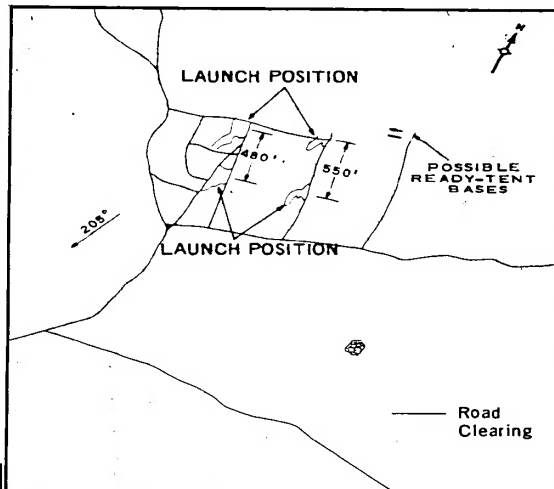 N
LAUNCH POSITION
480'
550'
POSSIBLE
READY-TENT
BASES
205°
LAUNCH POSITION
Road
Clearing